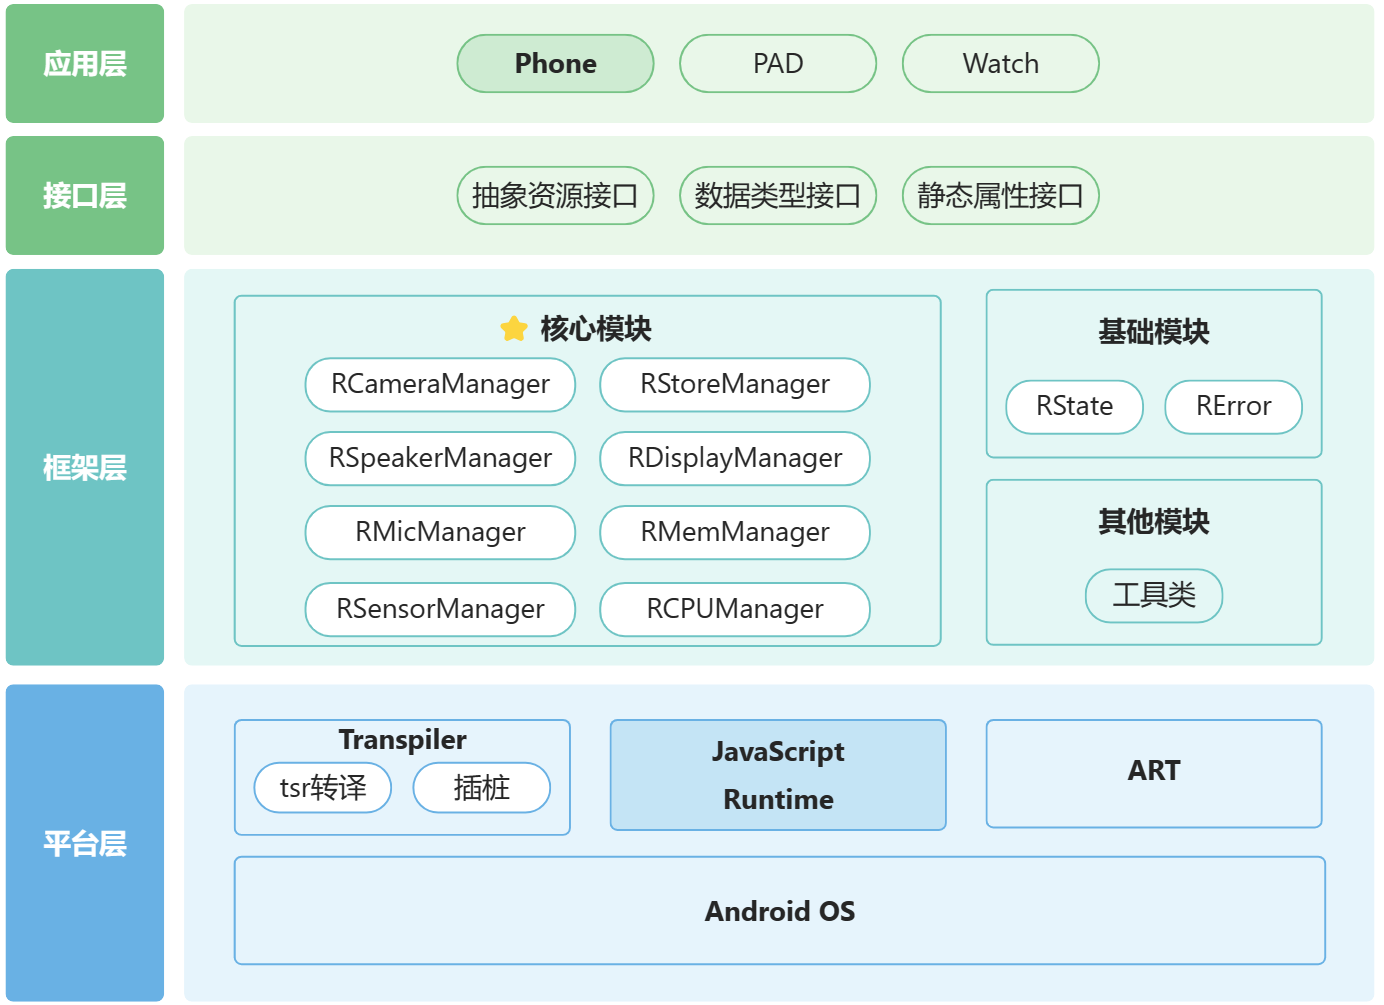 应用层
Phone
PAD
Watch
接口层
抽象资源接口
数据类型接口
静态属性接口
框架层
核心模块
RCameraManager
RStoreManager
RSpeakerManager
RDisplayManager
RMicManager
RMemManager
RSensorManager
RCPUManager
基础模块
RState
RError
其他模块
工具类
平台层
Transpiler
tsr转译
插桩
JavaScript
Runtime
ART
Android OS